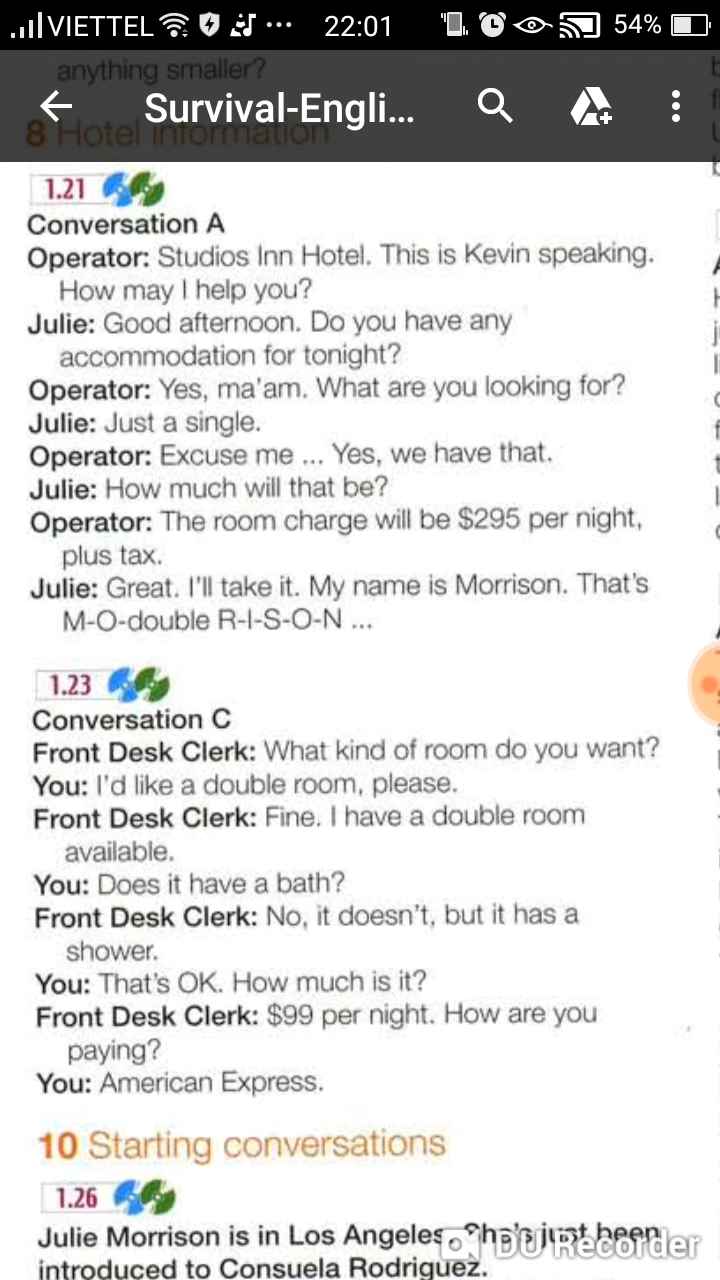 VIETTEL ... 22:01 54%
anything smaller?
Survival-Engli...
8 Hotel information
1.21
Conversation A
Operator: Studios Inn Hotel. This is Kevin speaking.
How may I help you?
Julie: Good afternoon. Do you have any
accommodation for tonight?
Operator: Yes, ma'am. What are you looking for?
Julie: Just a single.
Operator: Excuse me ... Yes, we have that.
Julie: How much will that be?
Operator: The room charge will be $295 per night,
plus tax.
Julie: Great. I'll take it. My name is Morrison. That's
M-O-double R-I-S-O-N ...
1.23
Conversation C
Front Desk Clerk: What kind of room do you want?
You: I'd like a double room, please.
Front Desk Clerk: Fine. I have a double room
available.
You: Does it have a bath?
Front Desk Clerk: No, it doesn't, but it has a
shower.
You: That's OK. How much is it?
Front Desk Clerk: $99 per night. How are you
paying?
You: American Express.
10 Starting conversations
1.26
Julie Morrison is in Los Angeles. She's just been
DU Recorder
introduced to Consuela Rodriguez.